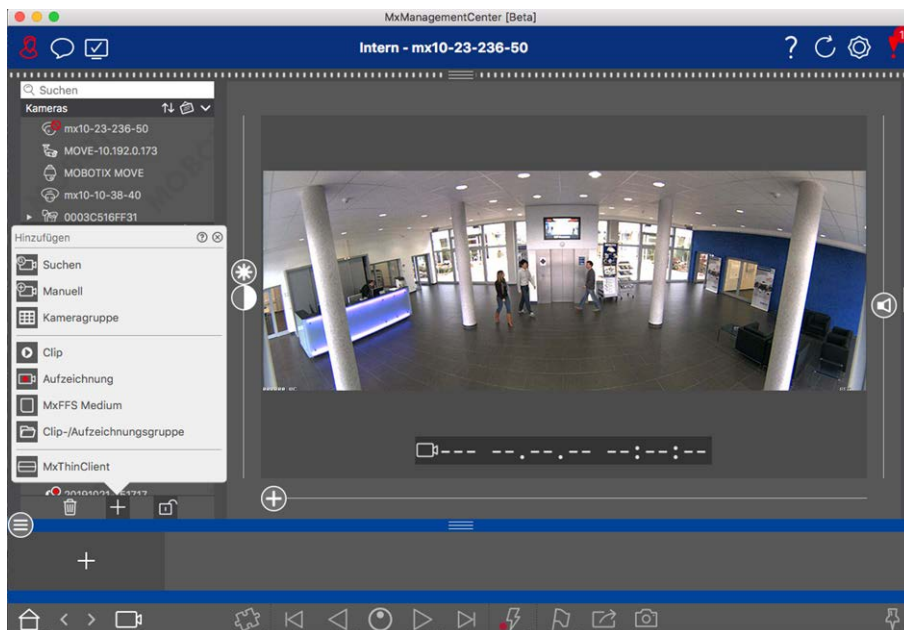 MxManagementCenter [Beta]
Intern - mx10-23-236-50
1
Suchen
Kameras
mx10-23-236-50
MOVE-10.192.0.173
MOBOTIX MOVE
mx10-10-38-40
0003C516FF31
Hinzufügen
Suchen
Manuell
Kameragruppe
Clip
Aufzeichnung
MxFFS Medium
Clip-/Aufzeichnungsgruppe
MxThinClient
--- --.--.-- --:--:--